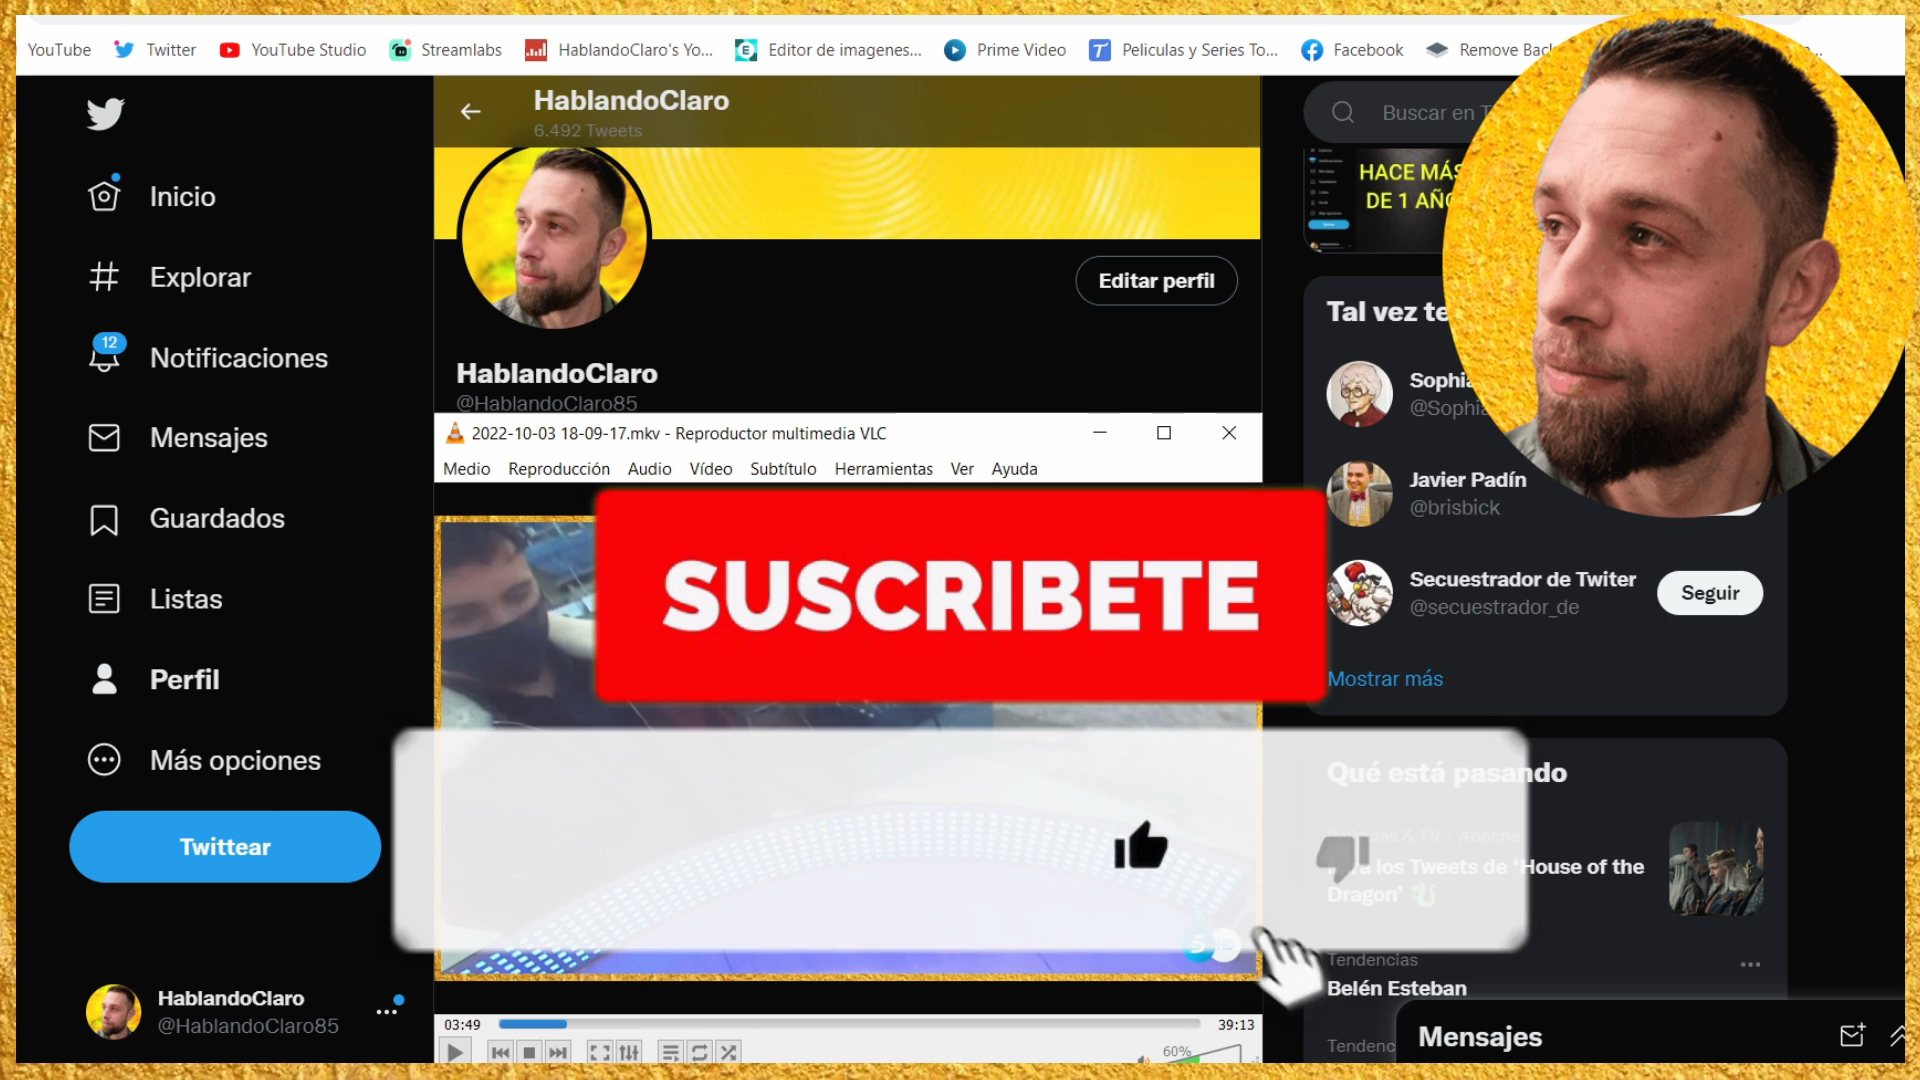 YouTube
Twitter
YouTube Studio
Streamlabs
HablandoClaro's Yo...
Editor de imagenes...
Prime Video
Peliculas y Series To...
Facebook
Remove
HablandoClaro
6.492 Tweets
Buscar en
HACE MÁS
DE 1 AÑO
Inicio
Explorar
12
Notificaciones
Mensajes
Guardados
Listas
Perfil
Más opciones
Twittear
HablandoClaro
@HablandoClaro85
Editar perfil
HablandoClaro
@HablandoClaro85
2022-10-03 18-09-17.mkv - Reproductor multimedia VLC
Medio Reproducción Audio Vídeo Subtítulo Herramientas Ver Ayuda
SUSCRIBETE
5 HD
03:49
39:13
60%
Tal vez te
Sophia
@Sophia
Javier Padín
@brisbick
Secuestrador de Twiter
@secuestrador_de
Seguir
Mostrar más
Qué está pasando
& TV - Anoche
los Tweets de ‘House of the
Dragon’
Tendencias
Belén Esteban
Mensajes